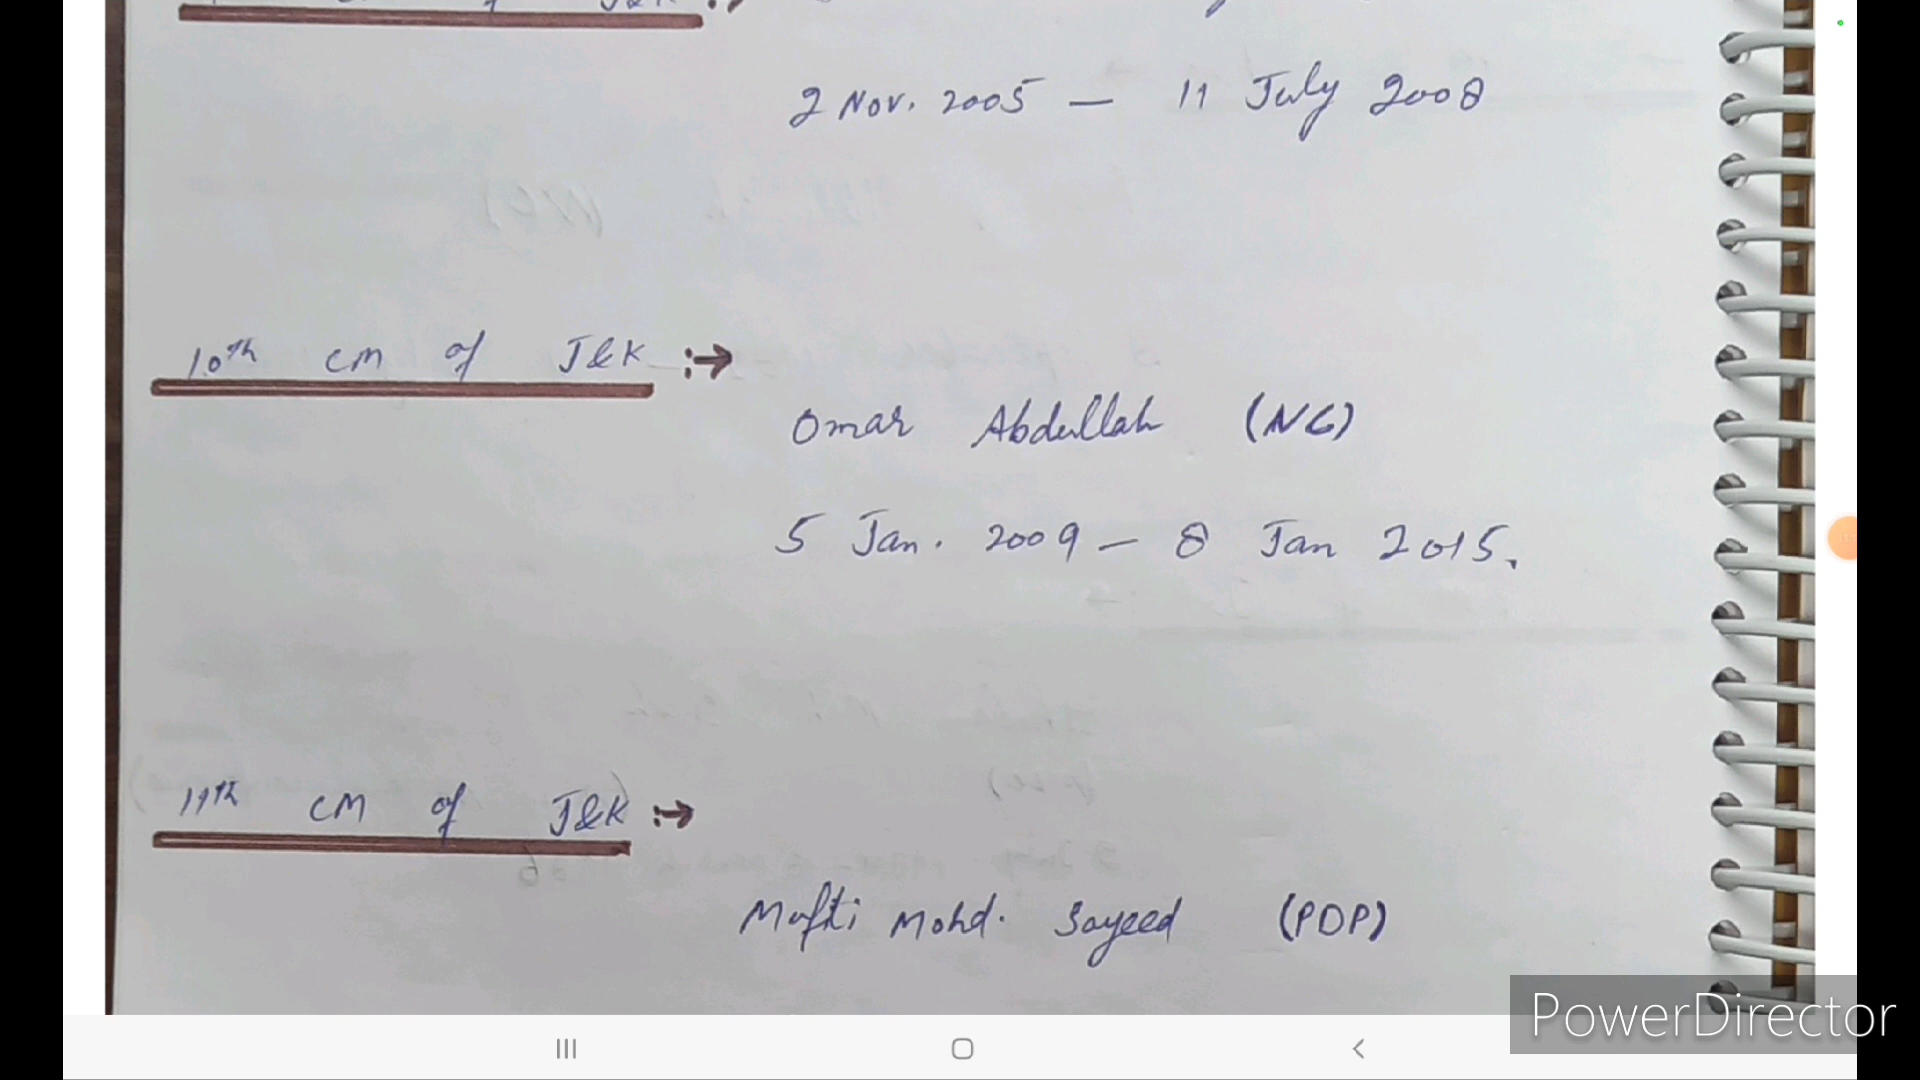 J&K :→
2 Nov. 2005 — 11 July 2008
10th CM of J&K :→
Omar Abdullah (NC)
5 Jan. 2009 — 8 Jan 2015.
11th CM of J&K :→
Mufti Mohd. Sayeed (PDP)
PowerDirector